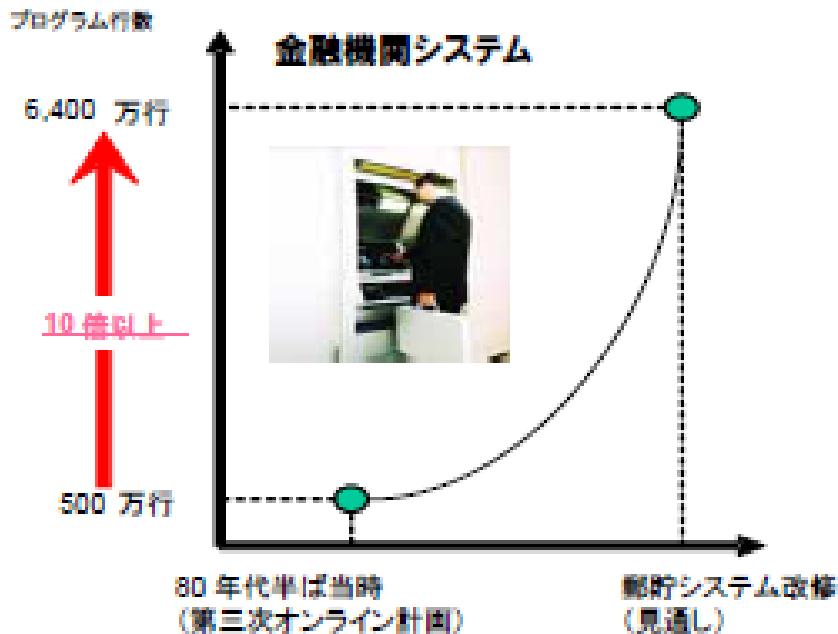 プログラム行数
金融機関システム
6,400 万行
10 倍以上
500 万行
80 年代半ば当時
（第三次オンライン計画）
郵貯システム改修
（見通し）